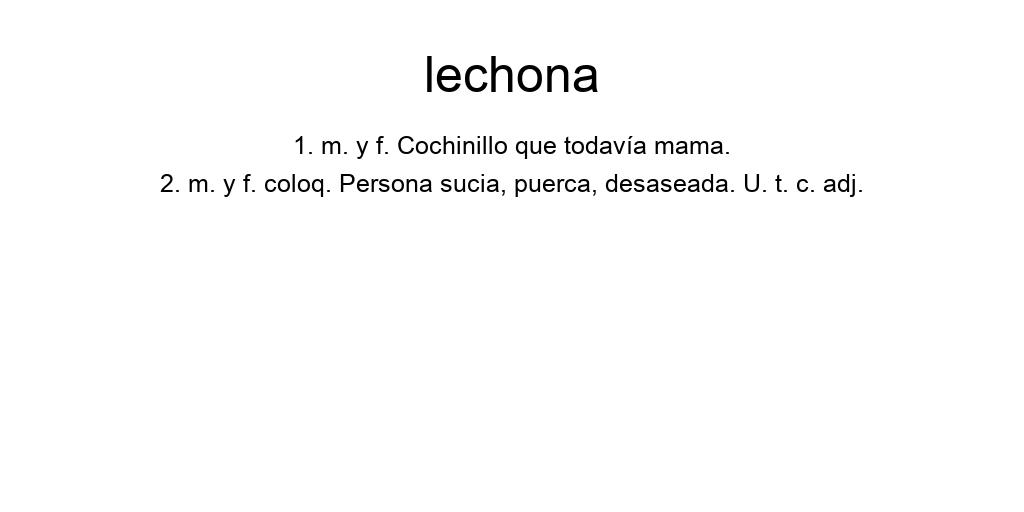 lechona
1. m. y f. Cochinillo que todavía mama.
2. m. y f. coloq. Persona sucia, puerca, desaseada. U. t. c. adj.